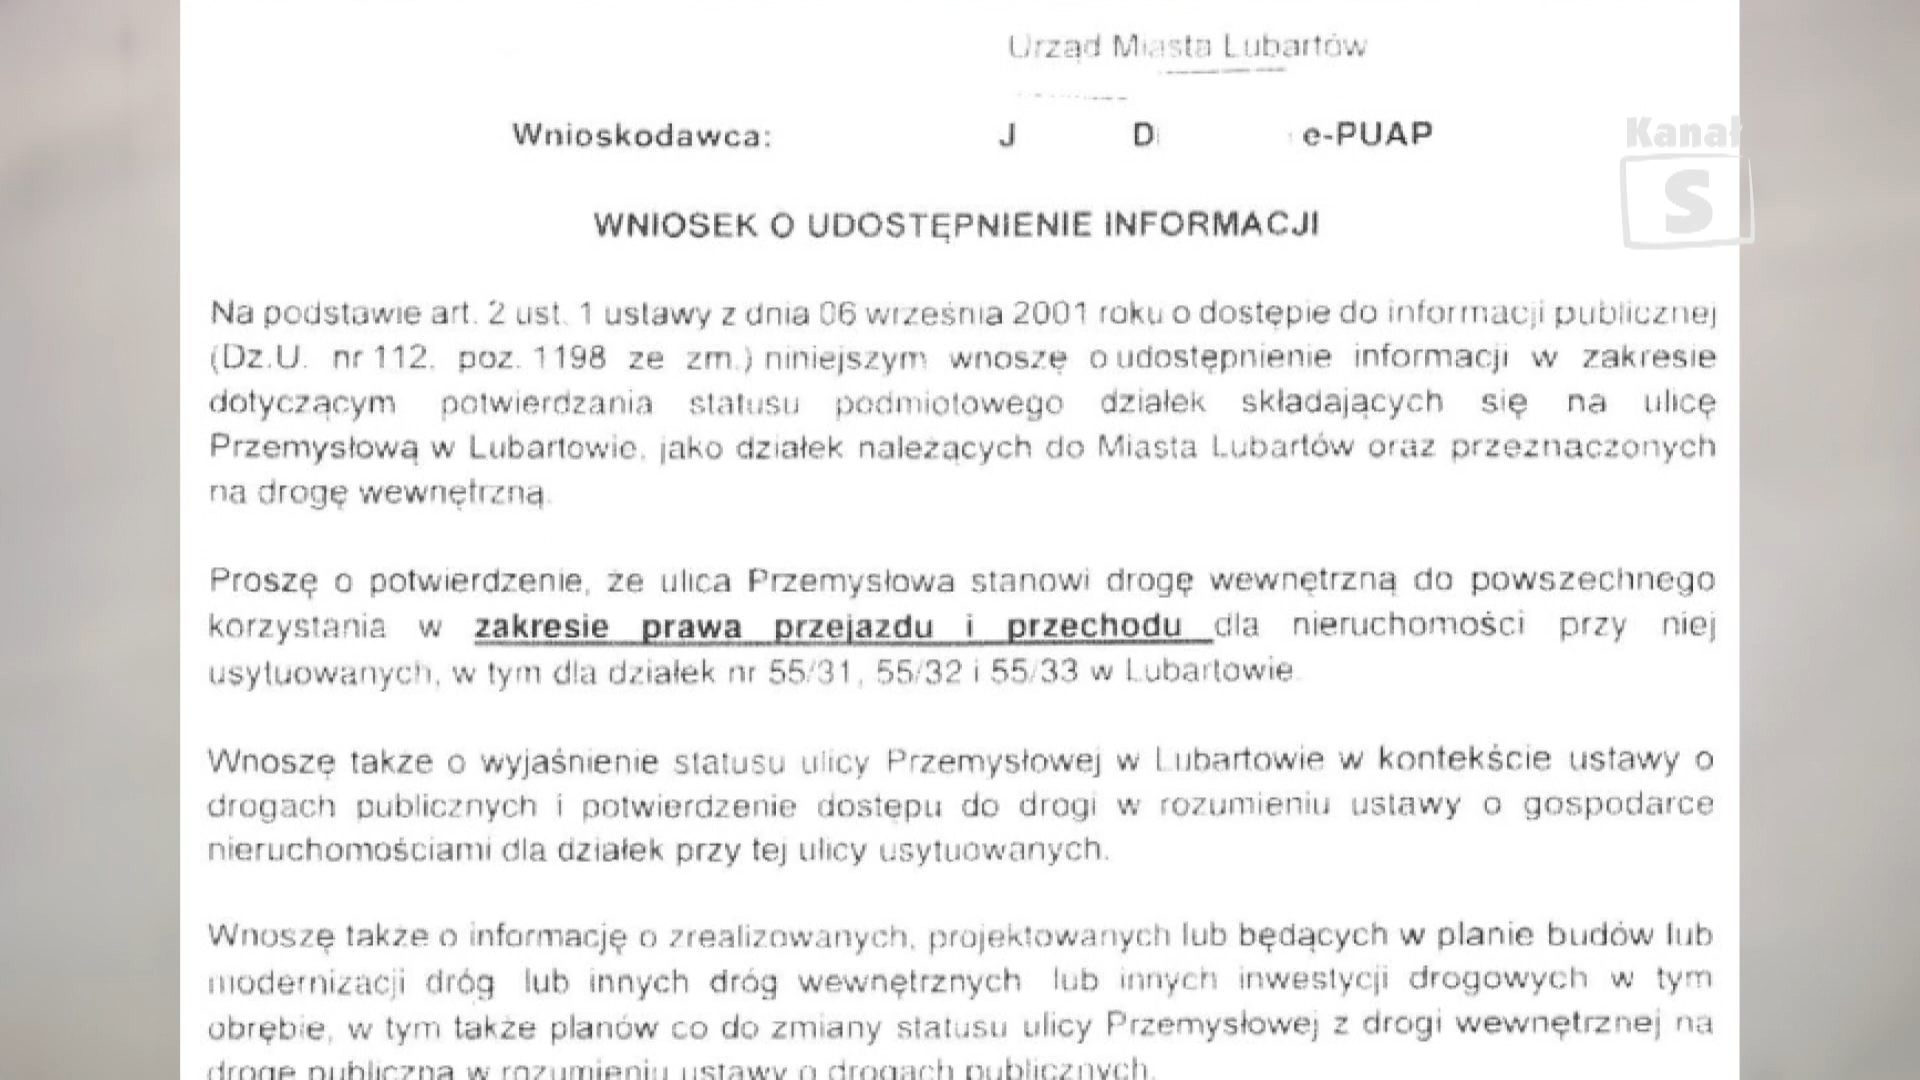 Urząd Miasta Lubartów
Wnioskodawca: J D e-PUAP
Kanał
S
WNIOSEK O UDOSTĘPNIENIE INFORMACJI
Na podstawie art. 2 ust. 1 ustawy z dnia 06 września 2001 roku o dostępie do informacji publicznej
(Dz.U. nr 112. poz. 1198 ze zm.) niniejszym wnoszę o udostępnienie informacji w zakresie
dotyczącym potwierdzania statusu podmiotowego działek składających się na ulicę
Przemysłową w Lubartowie, jako działek należących do Miasta Lubartów oraz przeznaczonych
na drogę wewnętrzną.
Proszę o potwierdzenie, że ulica Przemysłowa stanowi drogę wewnętrzną do powszechnego
korzystania w zakresie prawa przejazdu i przechodu dla nieruchomości przy niej
usytuowanych, w tym dla działek nr 55/31, 55/32 i 55/33 w Lubartowie.
Wnoszę także o wyjaśnienie statusu ulicy Przemysłowej w Lubartowie w kontekście ustawy o
drogach publicznych i potwierdzenie dostępu do drogi w rozumieniu ustawy o gospodarce
nieruchomościami dla działek przy tej ulicy usytuowanych.
Wnoszę także o informację o zrealizowanych, projektowanych lub będących w planie budów lub
modernizacji dróg lub innych dróg wewnętrznych lub innych inwestycji drogowych w tym
obrębie, w tym także planów co do zmiany statusu ulicy Przemysłowej z drogi wewnętrznej na
drogę publiczną w rozumieniu ustawy o drogach publicznych.